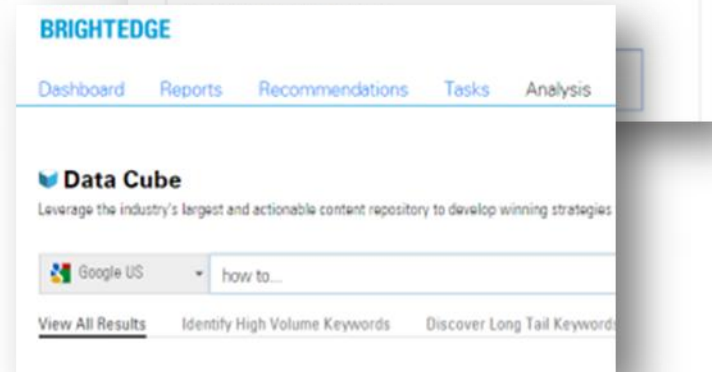 BRIGHTEDGE
Dashboard Reports Recommendations Tasks Analysis
Data Cube
Leverage the industry's largest and actionable content repository to develop winning strategies
Google US how to...
View All Results Identify High Volume Keywords Discover Long Tail Keywords